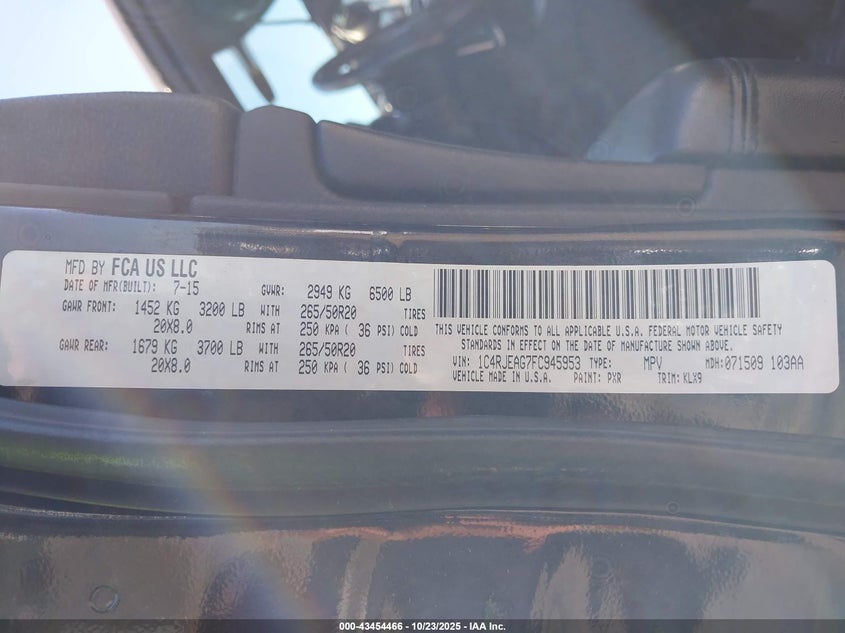 MFD BY FCA US LLC
DATE OF MFR(BUILT): 7-15 GVWR: 2949 KG 6500 LB
GAWR FRONT: 1452 KG 3200 LB WITH 265/50R20 TIRES
20X8.0 RIMS AT 250 KPA ( 36 PSI) COLD
GAWR REAR: 1679 KG 3700 LB WITH 265/50R20 TIRES
20X8.0 RIMS AT 250 KPA ( 36 PSI) COLD
THIS VEHICLE CONFORMS TO ALL APPLICABLE U.S.A. FEDERAL MOTOR VEHICLE SAFETY
STANDARDS IN EFFECT ON THE DATE OF MANUFACTURE SHOWN ABOVE.
VIN: 1C4RJEAG7FC945953 TYPE: MPV MDH:071509 103AA
VEHICLE MADE IN U.S.A. PAINT: PXR TRIM: KLX9
000-43454466 - 10/23/2025 - IAA Inc.